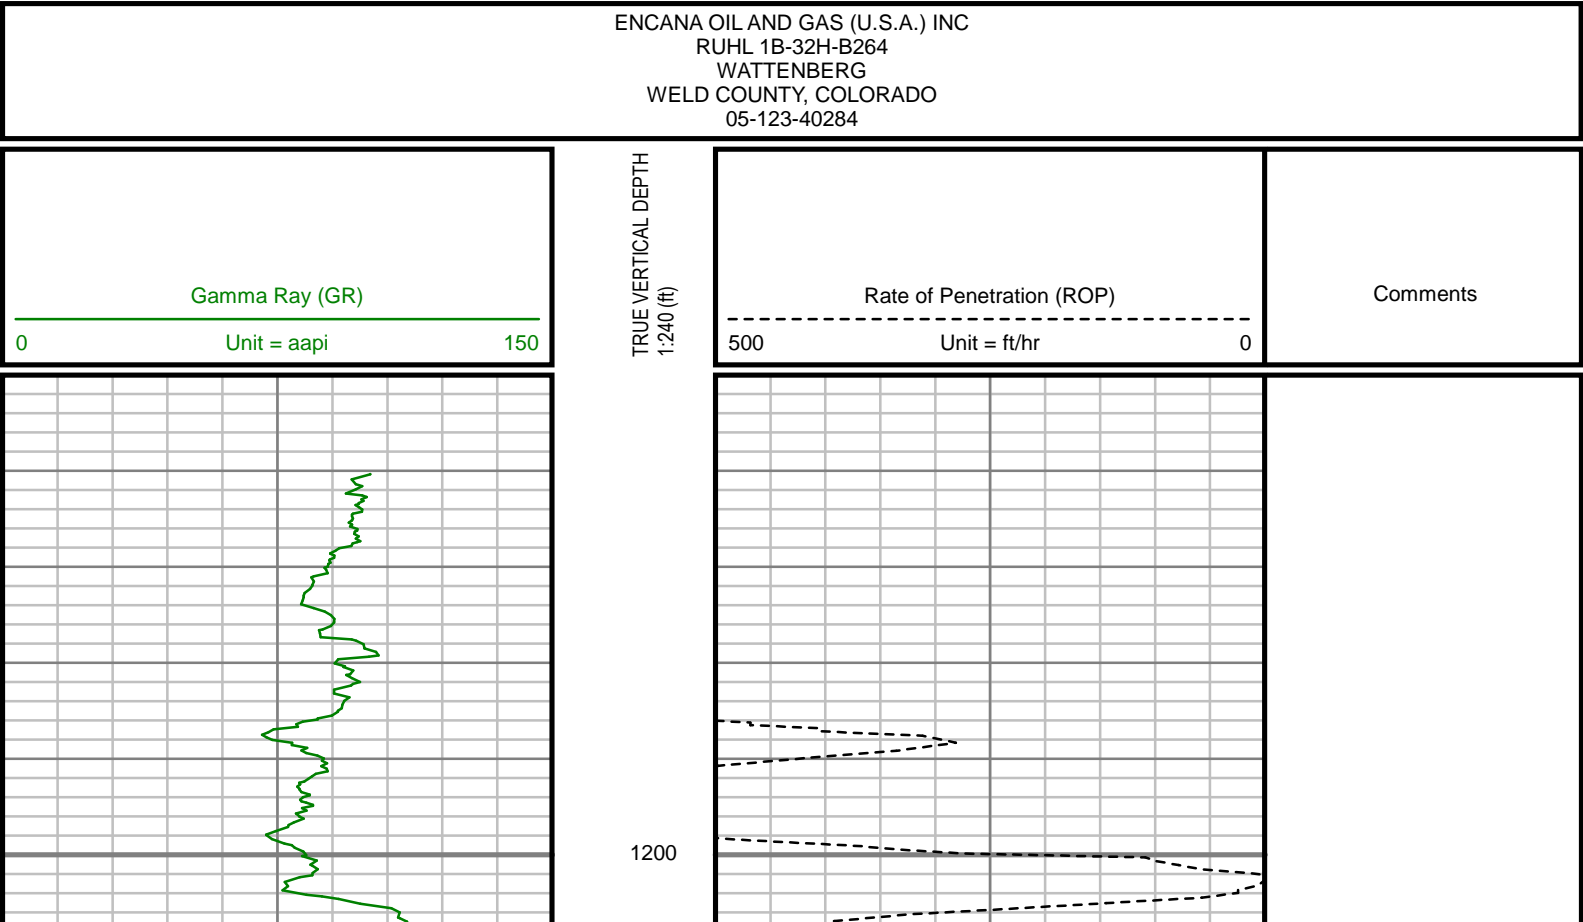 ENCANA OIL AND GAS (U.S.A.) INC
RUHL 1B-32H-B264
WATTENBERG
WELD COUNTY, COLORADO
05-123-40284
Gamma Ray (GR)
0 Unit = aapi 150
TRUE VERTICAL DEPTH
1:240 (ft)
Rate of Penetration (ROP)
500 Unit = ft/hr 0
Comments
1200